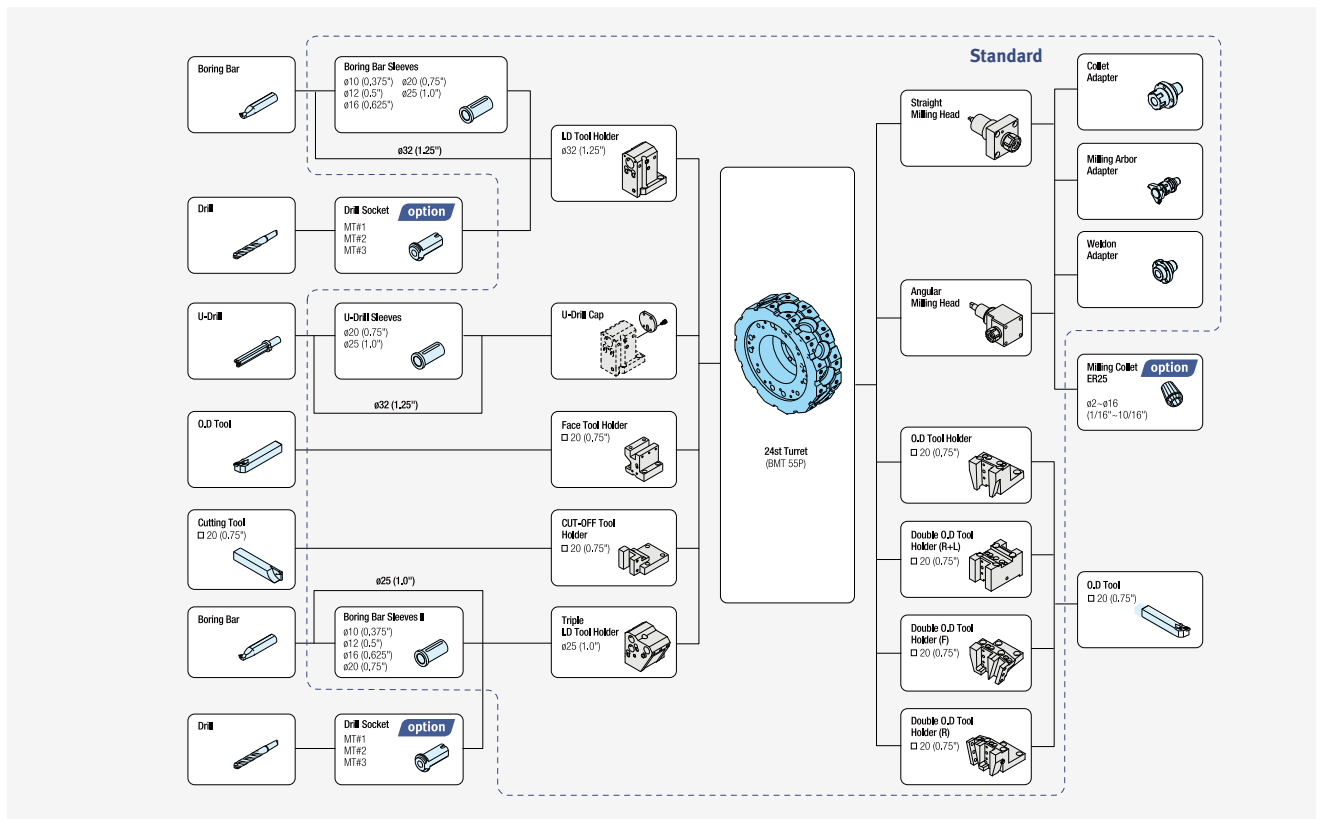 Standard
Boring Bar
Boring Bar Sleeves
ø10 (0.375") ø20 (0.75")
ø12 (0.5") ø25 (1.0")
ø16 (0.625")
ø32 (1.25")
I.D Tool Holder
ø32 (1.25")
Drill
Drill Socket
option
MT#1
MT#2
MT#3
U-Drill
U-Drill Sleeves
ø20 (0.75")
ø25 (1.0")
ø32 (1.25")
U-Drill Cap
O.D Tool
Face Tool Holder
□ 20 (0.75")
Cutting Tool
□ 20 (0.75")
CUT-OFF Tool
Holder
□ 20 (0.75")
ø25 (1.0")
Boring Bar
Boring Bar Sleeves II
ø10 (0.375")
ø12 (0.5")
ø16 (0.625")
ø20 (0.75")
Triple
I.D Tool Holder
ø25 (1.0")
Drill
Drill Socket
option
MT#1
MT#2
MT#3
24st Turret
(BMT 55P)
Straight
Milling Head
Angular
Milling Head
O.D Tool Holder
□ 20 (0.75")
Double O.D Tool
Holder (R+L)
□ 20 (0.75")
Double O.D Tool
Holder (F)
□ 20 (0.75")
Double O.D Tool
Holder (R)
□ 20 (0.75")
Collet
Adapter
Milling Arbor
Adapter
Weldon
Adapter
Milling Collet
ER25
option
ø2~ø16
(1/16"~10/16")
O.D Tool
□ 20 (0.75")